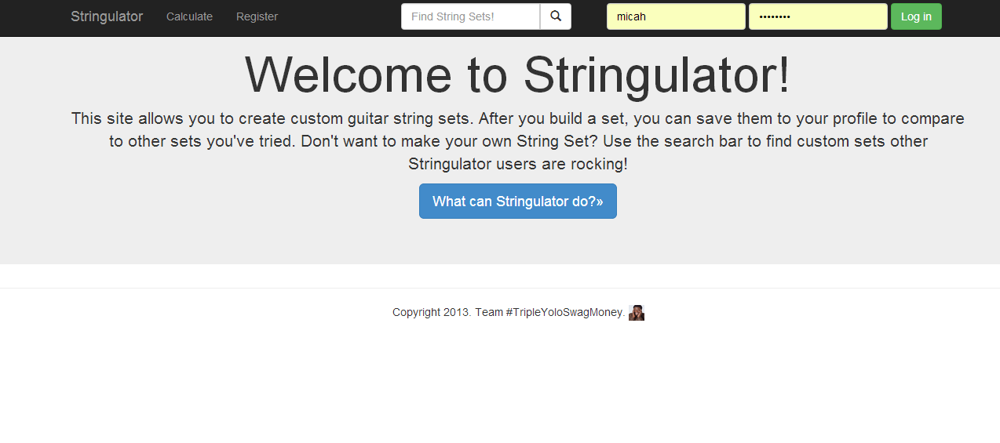 Stringulator Calculate Register Find String Sets! micah •••••••• Log in
Welcome to Stringulator!
This site allows you to create custom guitar string sets. After you build a set, you can save them to your profile to compare
to other sets you've tried. Don't want to make your own String Set? Use the search bar to find custom sets other
Stringulator users are rocking!
What can Stringulator do?»
Copyright 2013. Team #TripleYoloSwagMoney.